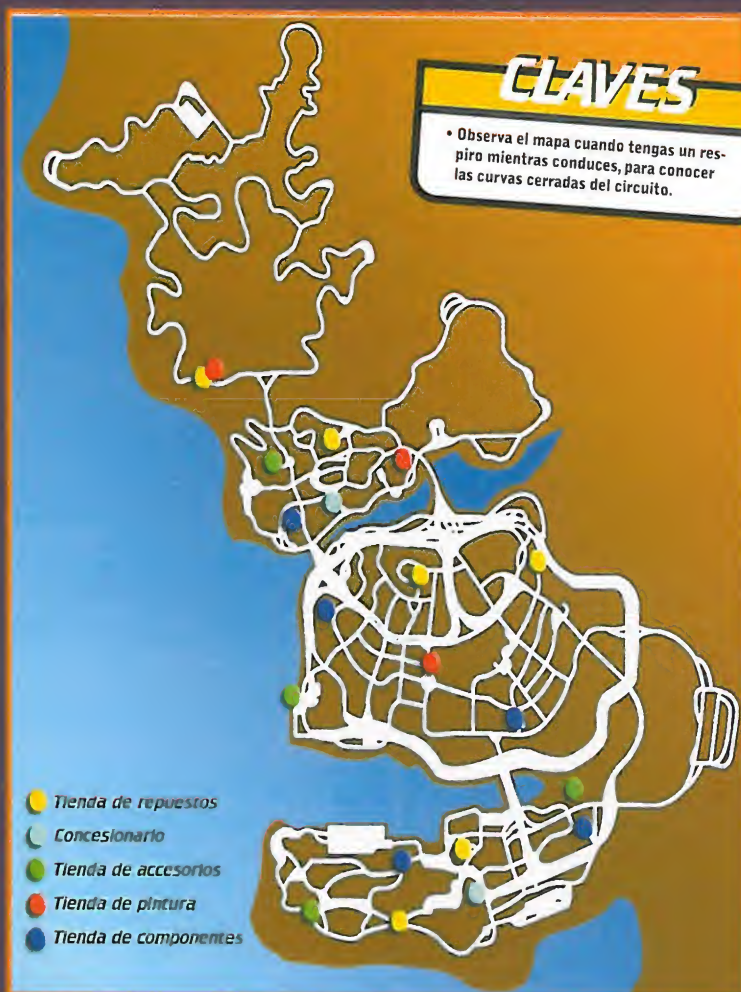 CLAVES
• Observa el mapa cuando tengas un res-
piro mientras conduces, para conocer
las curvas cerradas del circuito.
Tienda de repuestos
Concesionario
Tienda de accesorios
Tienda de pintura
Tienda de componentes